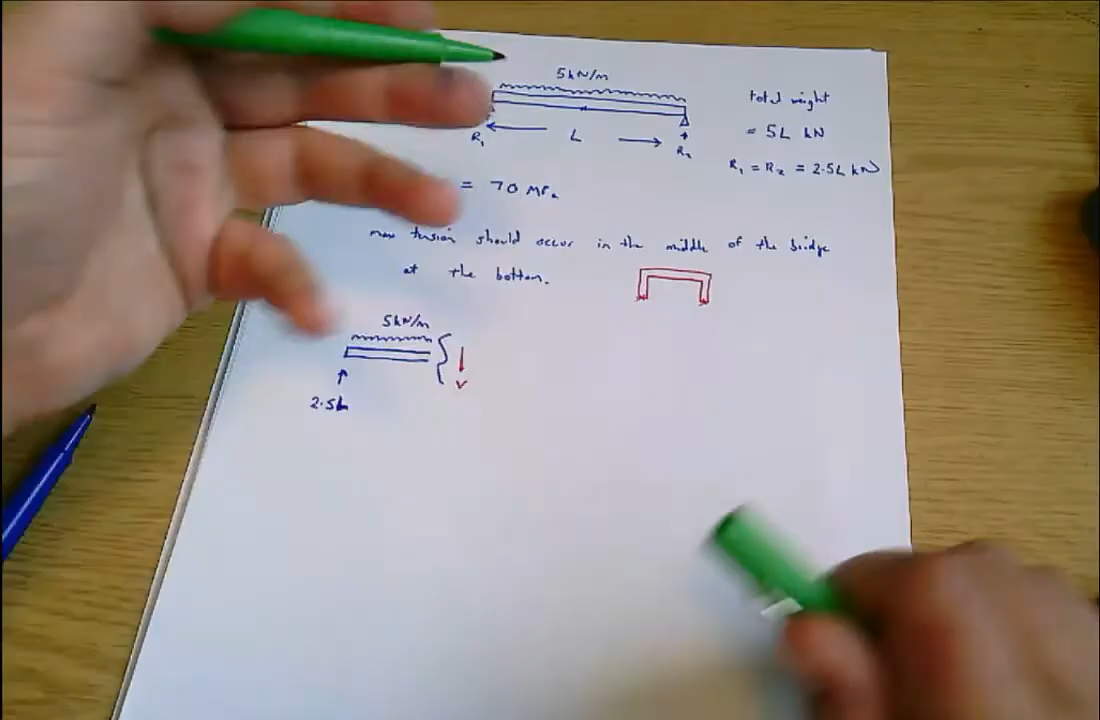 5kN/m
total weight
= 5L kN
R₁ L R₂
R₁ = R₂ = 2.5L kN
= 70 MPa
max tension should occur in the middle of the bridge
at the bottom.
5kN/m
V
2.5L